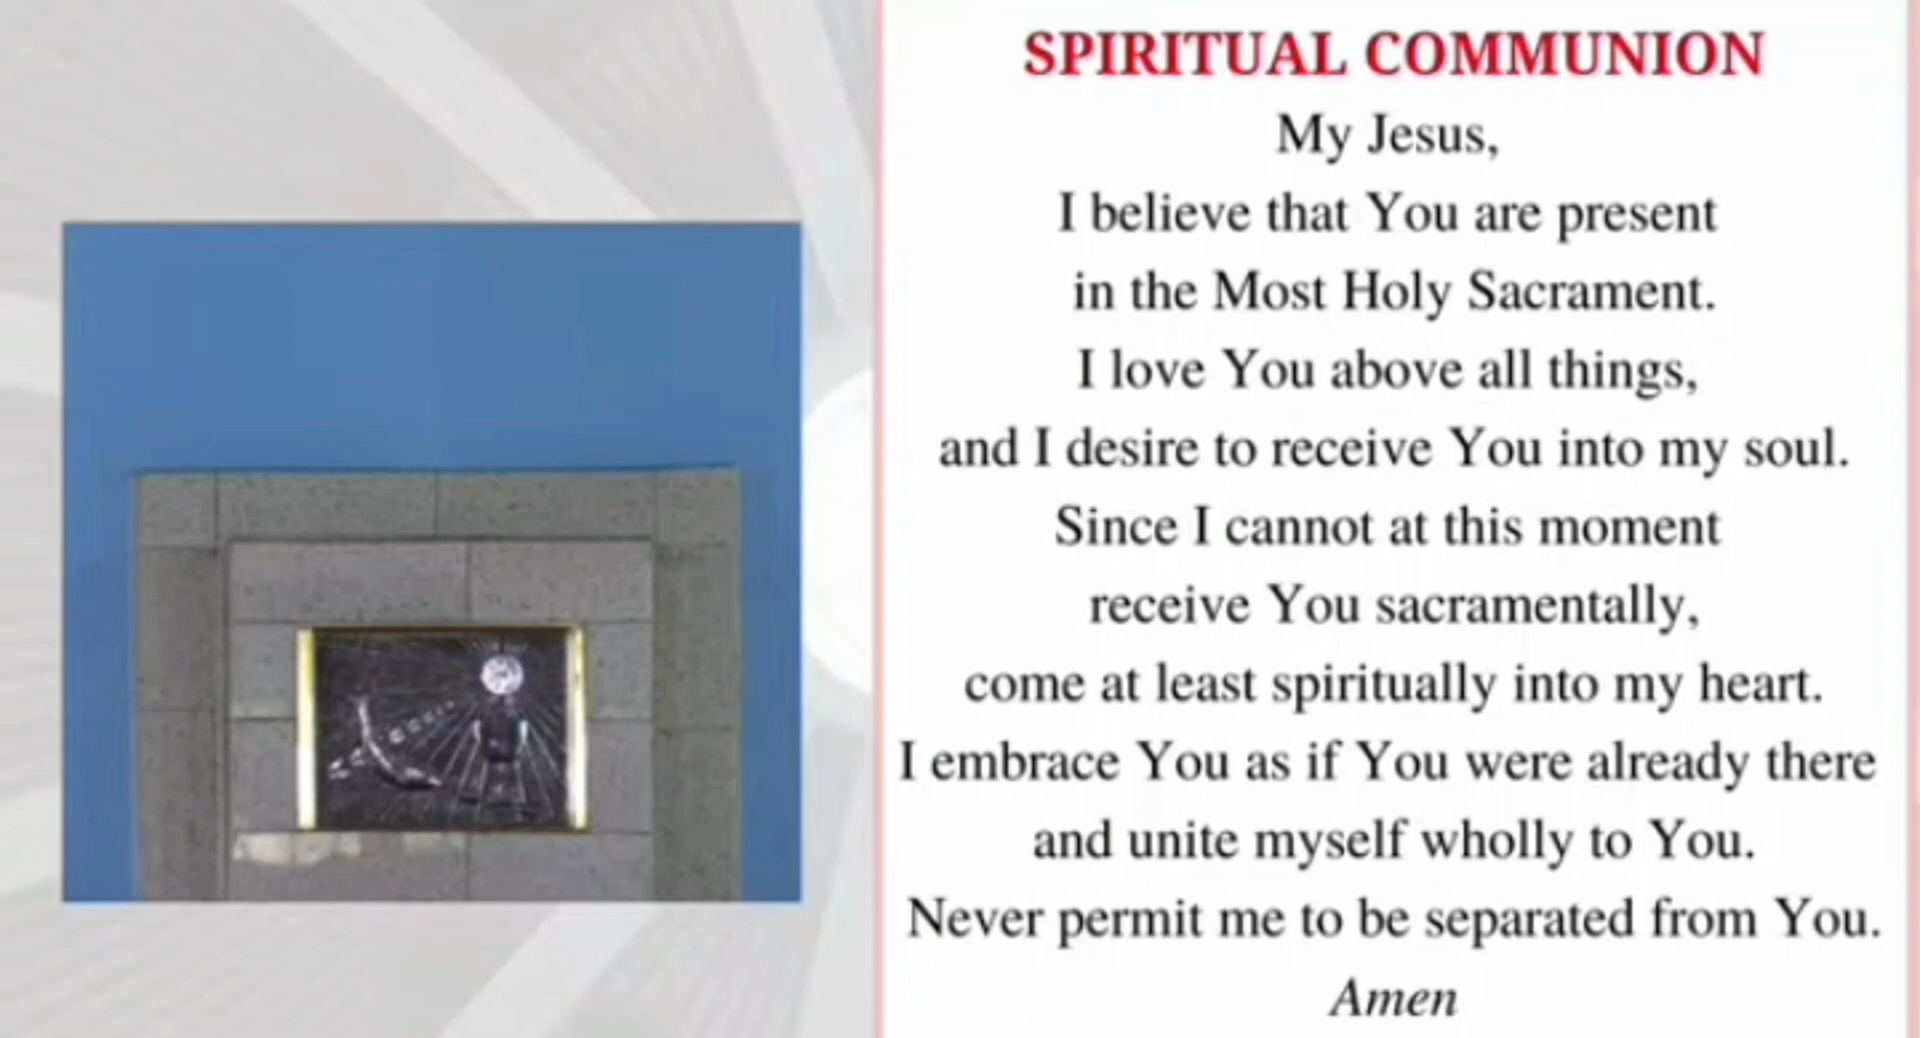 SPIRITUAL COMMUNION
My Jesus,
I believe that You are present
in the Most Holy Sacrament.
I love You above all things,
and I desire to receive You into my soul.
Since I cannot at this moment
receive You sacramentally,
come at least spiritually into my heart.
I embrace You as if You were already there
and unite myself wholly to You.
Never permit me to be separated from You.
Amen